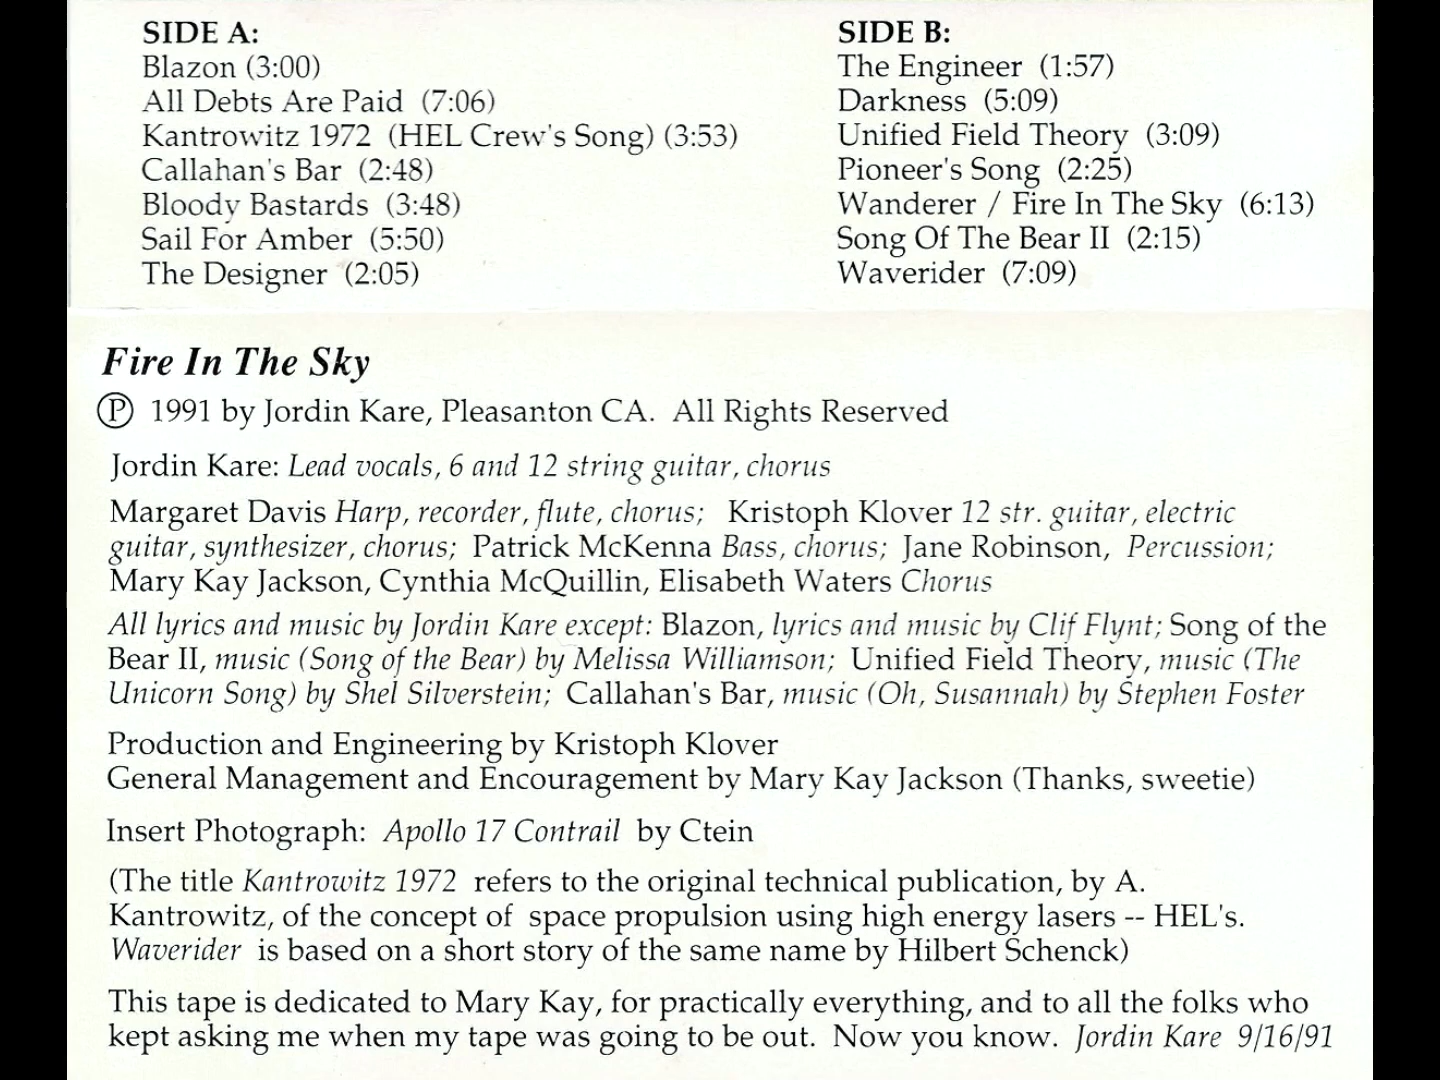 SIDE A:
Blazon (3:00)
All Debts Are Paid (7:06)
Kantrowitz 1972 (HEL Crew's Song) (3:53)
Callahan's Bar (2:48)
Bloody Bastards (3:48)
Sail For Amber (5:50)
The Designer (2:05)
SIDE B:
The Engineer (1:57)
Darkness (5:09)
Unified Field Theory (3:09)
Pioneer's Song (2:25)
Wanderer / Fire In The Sky (6:13)
Song Of The Bear II (2:15)
Waverider (7:09)
Fire In The Sky
Ⓟ 1991 by Jordin Kare, Pleasanton CA. All Rights Reserved
Jordin Kare: Lead vocals, 6 and 12 string guitar, chorus
Margaret Davis Harp, recorder, flute, chorus; Kristoph Klover 12 str. guitar, electric
guitar, synthesizer, chorus; Patrick McKenna Bass, chorus; Jane Robinson, Percussion;
Mary Kay Jackson, Cynthia McQuillin, Elisabeth Waters Chorus
All lyrics and music by Jordin Kare except: Blazon, lyrics and music by Clif Flynt; Song of the
Bear II, music (Song of the Bear) by Melissa Williamson; Unified Field Theory, music (The
Unicorn Song) by Shel Silverstein; Callahan's Bar, music (Oh, Susannah) by Stephen Foster
Production and Engineering by Kristoph Klover
General Management and Encouragement by Mary Kay Jackson (Thanks, sweetie)
Insert Photograph: Apollo 17 Contrail by Ctein
(The title Kantrowitz 1972 refers to the original technical publication, by A.
Kantrowitz, of the concept of space propulsion using high energy lasers -- HEL's.
Waverider is based on a short story of the same name by Hilbert Schenck)
This tape is dedicated to Mary Kay, for practically everything, and to all the folks who
kept asking me when my tape was going to be out. Now you know. Jordin Kare 9/16/91